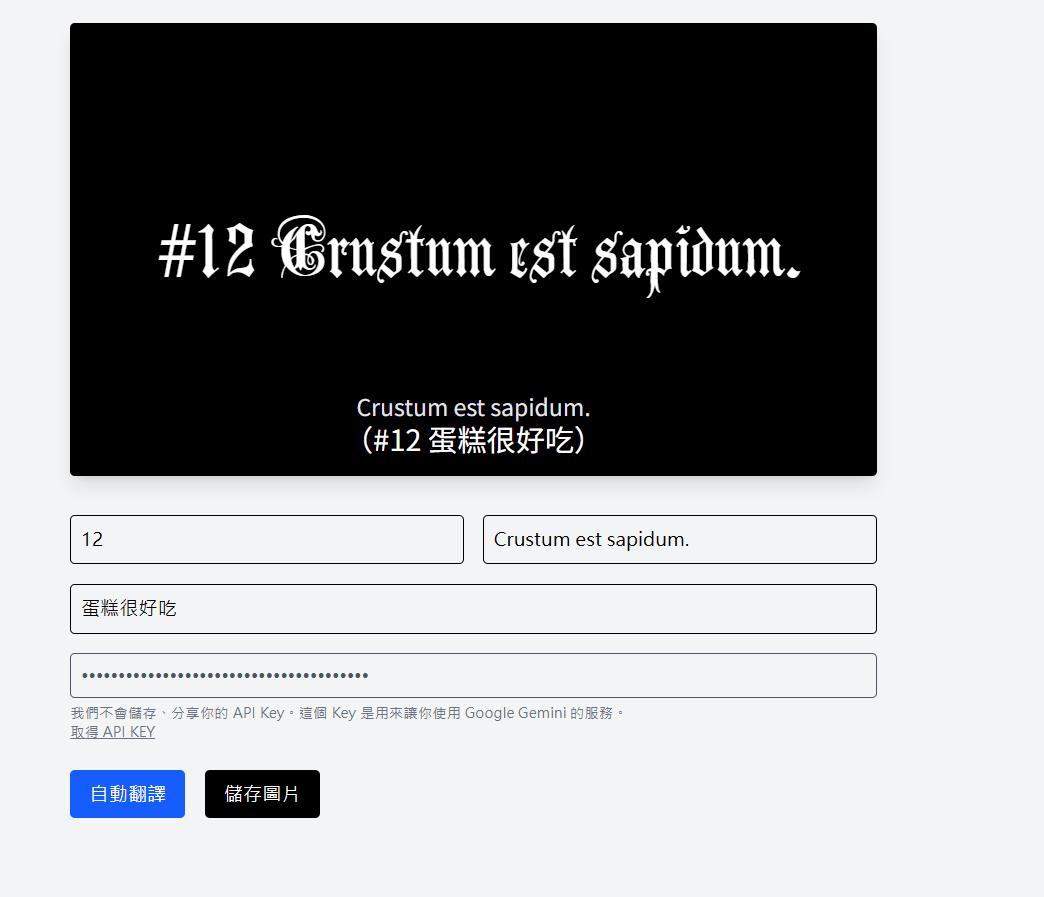 #12 Crustum est sapidum.
Crustum est sapidum.
（#12 蛋糕很好吃）
12
Crustum est sapidum.
蛋糕很好吃
•••••••••••••••••••••••••••••••••••••••
我們不會儲存、分享你的 API Key。這個 Key 是用來讓你使用 Google Gemini 的服務。
取得 API KEY
自動翻譯
儲存圖片